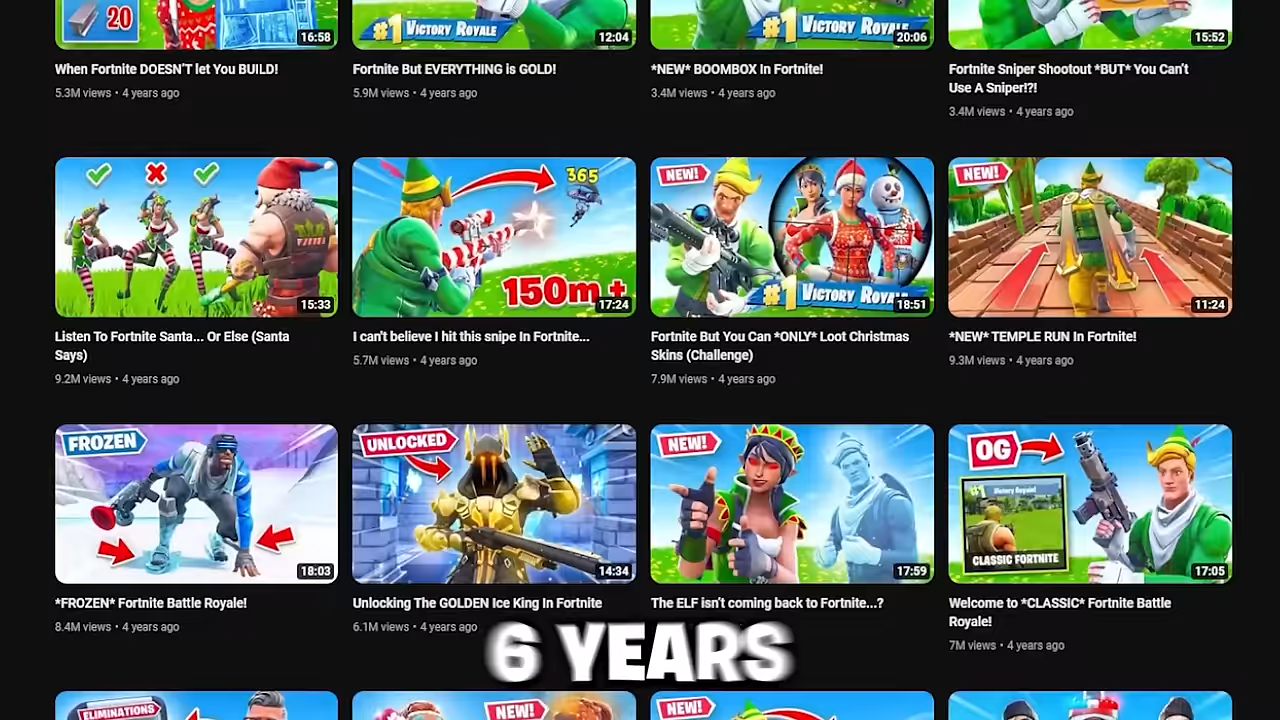 20
16:58
#1 VICTORY ROYALE
12:04
#1 VICTORY ROYALE
20:06
15:52
When Fortnite DOESN'T let You BUILD!
5.3M views • 4 years ago
Fortnite But EVERYTHING is GOLD!
5.9M views • 4 years ago
*NEW* BOOMBOX In Fortnite!
3.4M views • 4 years ago
Fortnite Sniper Shootout *BUT* You Can't
Use A Sniper!?!
3.4M views • 4 years ago
15:33
365
150m+
17:24
NEW!
#1 VICTORY ROYALE
18:51
NEW!
11:24
Listen To Fortnite Santa... Or Else (Santa
Says)
9.2M views • 4 years ago
I can't believe I hit this snipe In Fortnite...
5.7M views • 4 years ago
Fortnite But You Can *ONLY* Loot Christmas
Skins (Challenge)
7.9M views • 4 years ago
*NEW* TEMPLE RUN In Fortnite!
9.3M views • 4 years ago
FROZEN
18:03
UNLOCKED
14:34
NEW!
17:59
OG
#1 Victory Royale!
CLASSIC FORTNITE
17:05
*FROZEN* Fortnite Battle Royale!
8.4M views • 4 years ago
Unlocking The GOLDEN Ice King In Fortnite
6.1M views • 4 years ago
The ELF isn't coming back to Fortnite...?
Welcome to *CLASSIC* Fortnite Battle
Royale!
7M views • 4 years ago
6 YEARS
ELIMINATIONS
NEW!
NEW!